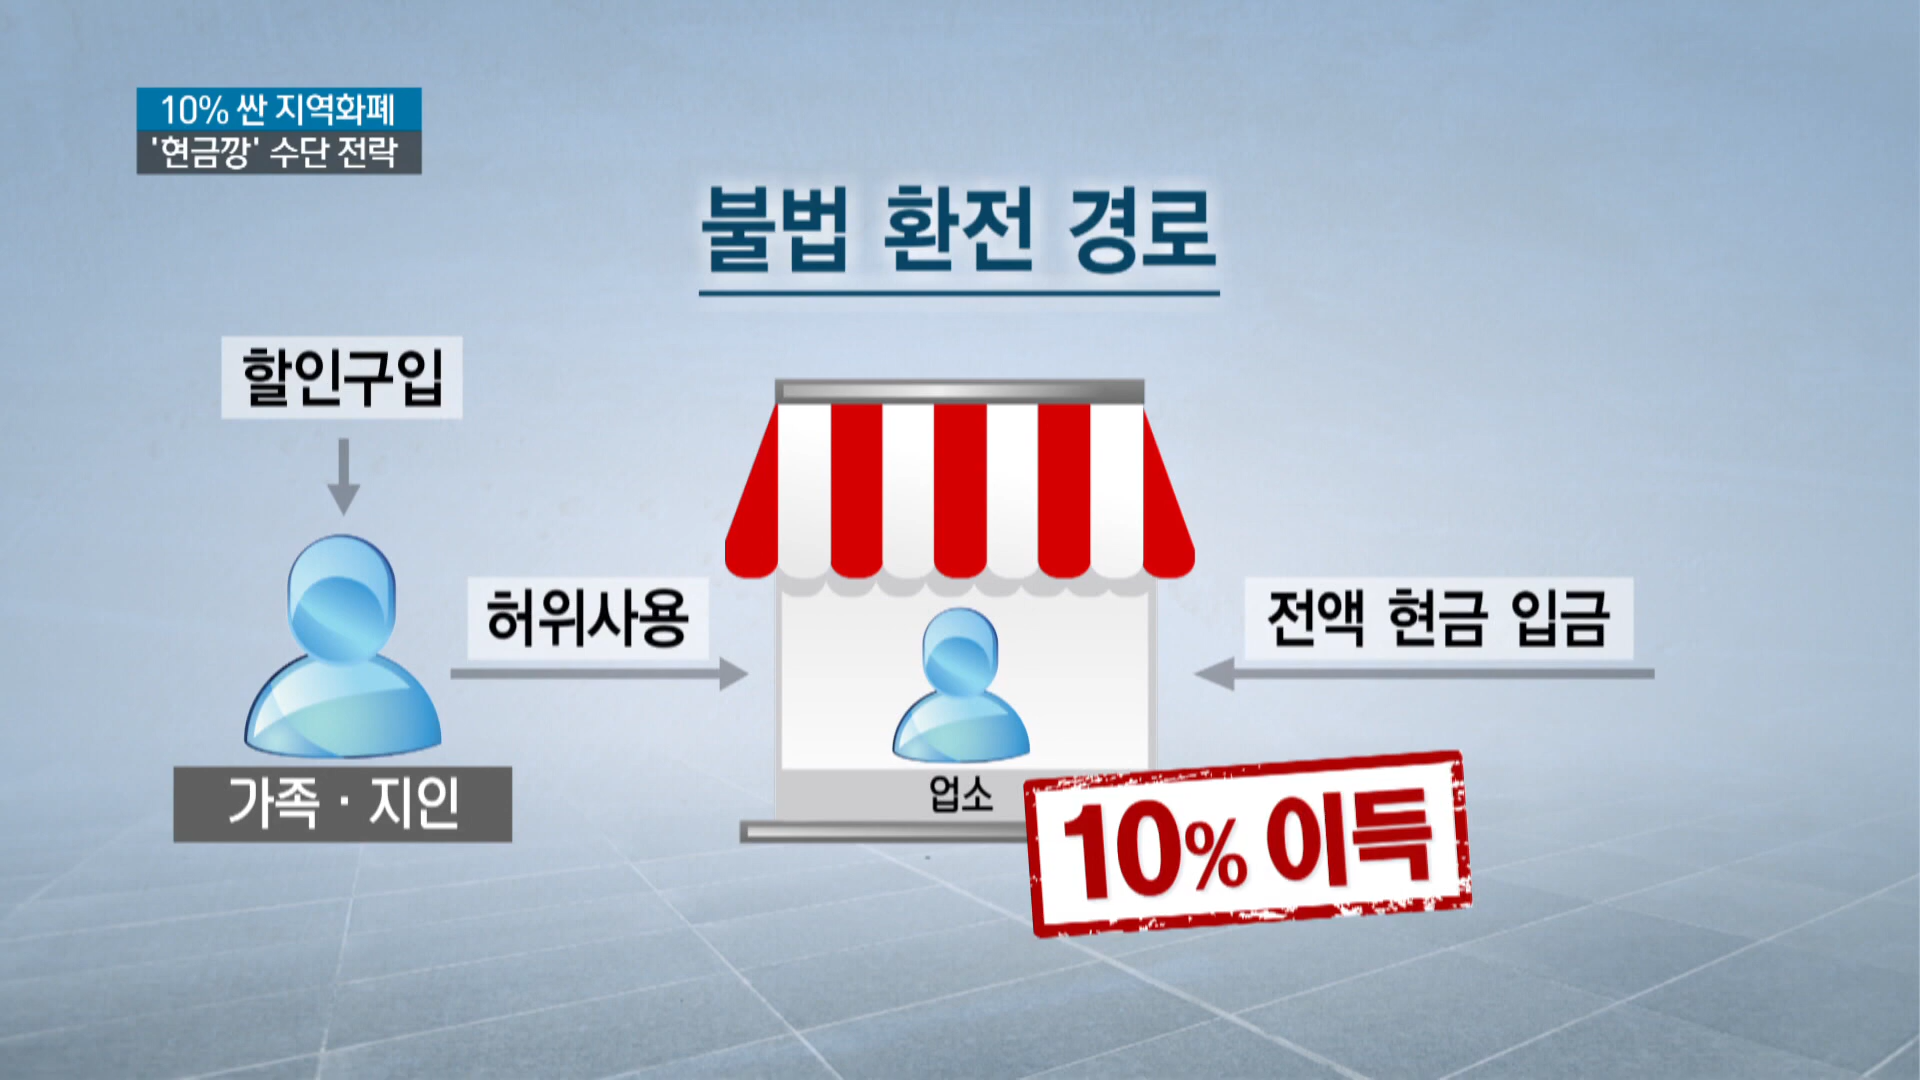 10% 싼 지역화폐
'현금깡' 수단 전락
불법 환전 경로
할인구입
허위사용
전액 현금 입금
가족 · 지인
업소
10% 이득